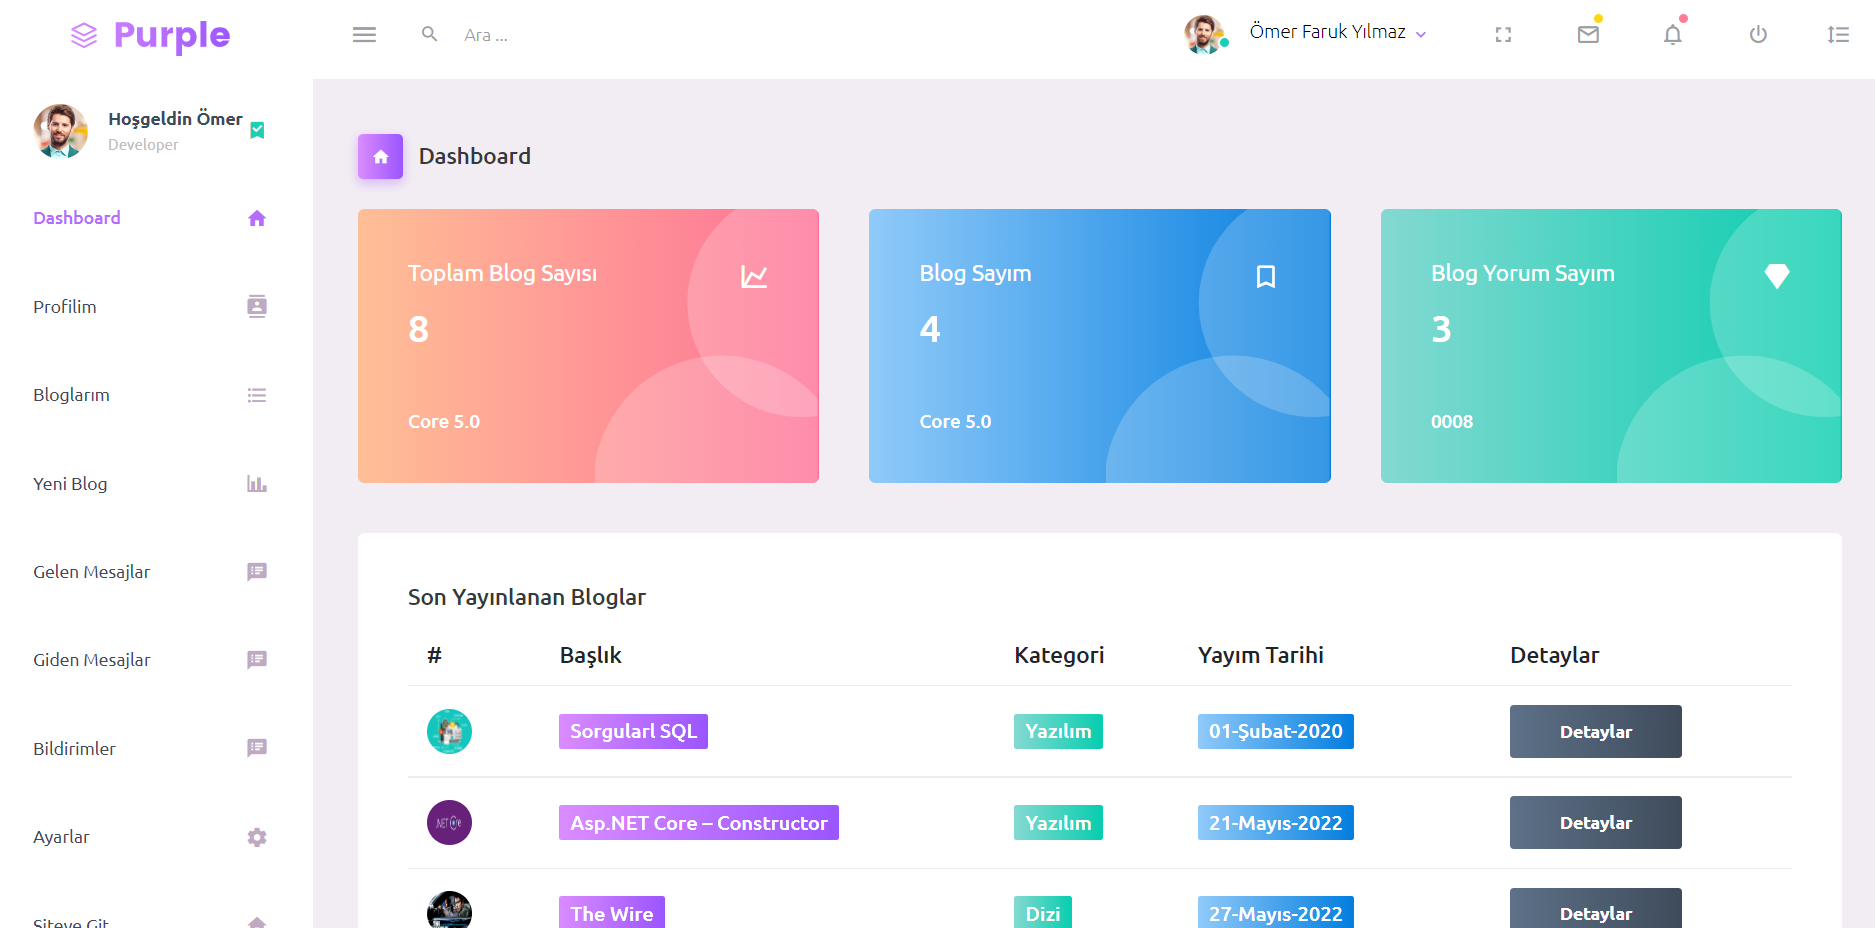 Purple
Ara ...
Ömer Faruk Yılmaz
Hoşgeldin Ömer
Developer
Dashboard
Profilim
Bloglarım
Yeni Blog
Gelen Mesajlar
Giden Mesajlar
Bildirimler
Ayarlar
Siteye Git
Dashboard
Toplam Blog Sayısı
8
Core 5.0
Blog Sayım
4
Core 5.0
Blog Yorum Sayım
3
0008
Son Yayınlanan Bloglar
# Başlık Kategori Yayım Tarihi Detaylar
Sorgularl SQL Yazılım 01-Şubat-2020 Detaylar
.NET Core Asp.NET Core – Constructor Yazılım 21-Mayıs-2022 Detaylar
The Wire Dizi 27-Mayıs-2022 Detaylar